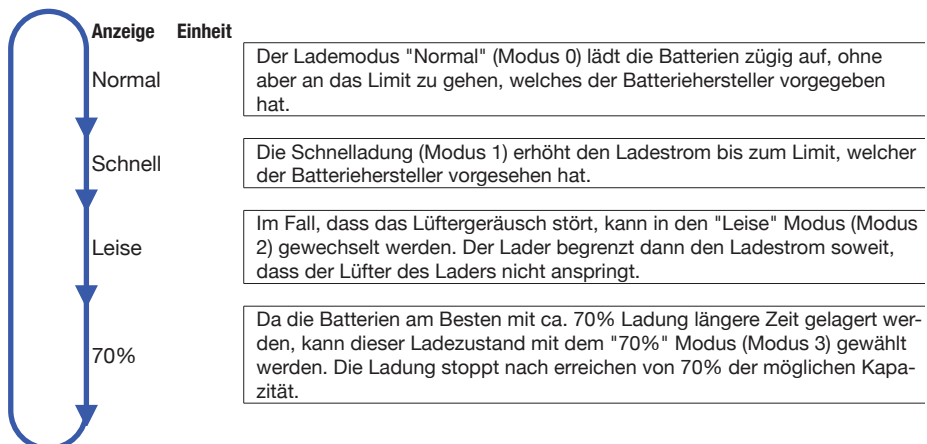 Anzeige Einheit
Normal
Der Lademodus "Normal" (Modus 0) lädt die Batterien zügig auf, ohne
aber an das Limit zu gehen, welches der Batteriehersteller vorgegeben
hat.
Schnell
Die Schnelladung (Modus 1) erhöht den Ladestrom bis zum Limit, welcher
der Batteriehersteller vorgesehen hat.
Leise
Im Fall, dass das Lüftergeräusch stört, kann in den "Leise" Modus (Modus
2) gewechselt werden. Der Lader begrenzt dann den Ladestrom soweit,
dass der Lüfter des Laders nicht anspringt.
70%
Da die Batterien am Besten mit ca. 70% Ladung längere Zeit gelagert wer-
den, kann dieser Ladezustand mit dem "70%" Modus (Modus 3) gewählt
werden. Die Ladung stoppt nach erreichen von 70% der möglichen Kapa-
zität.